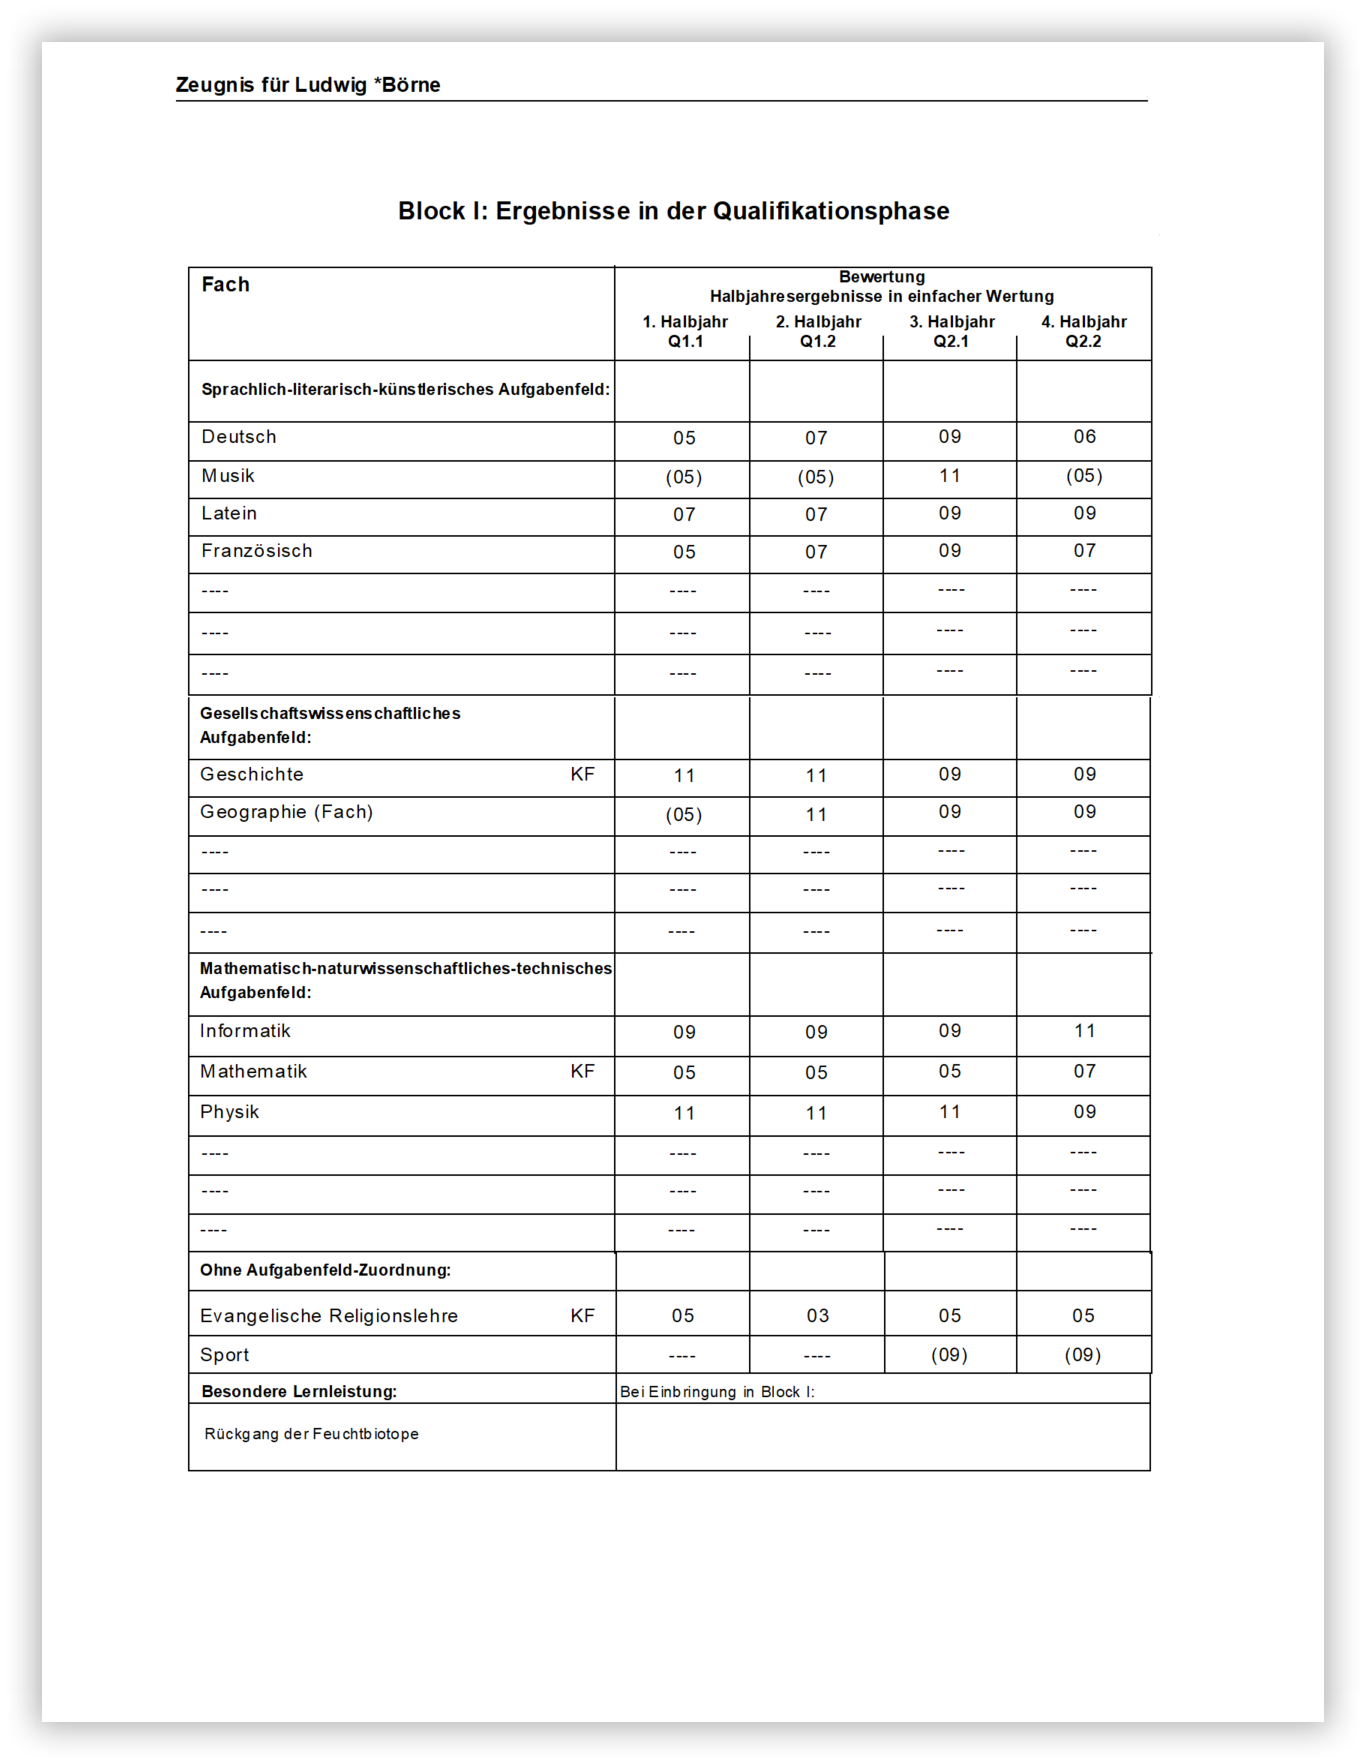 Zeugnis für Ludwig *Börne
Block I: Ergebnisse in der Qualifikationsphase
Fach
Bewertung
Halbjahresergebnisse in einfacher Wertung
1. Halbjahr 2. Halbjahr 3. Halbjahr 4. Halbjahr
Q1.1 Q1.2 Q2.1 Q2.2
Sprachlich-literarisch-künstlerisches Aufgabenfeld:
Deutsch 05 07 09 06
Musik (05) (05) 11 (05)
Latein 07 07 09 09
Französisch 05 07 09 07
---- ---- ---- ---- ----
---- ---- ---- ---- ----
---- ---- ---- ---- ----
Gesellschaftswissenschaftliches
Aufgabenfeld:
Geschichte KF 11 11 09 09
Geographie (Fach) (05) 11 09 09
---- ---- ---- ---- ----
---- ---- ---- ---- ----
---- ---- ---- ---- ----
Mathematisch-naturwissenschaftliches-technisches
Aufgabenfeld:
Informatik 09 09 09 11
Mathematik KF 05 05 05 07
Physik 11 11 11 09
---- ---- ---- ---- ----
---- ---- ---- ---- ----
---- ---- ---- ---- ----
Ohne Aufgabenfeld-Zuordnung:
Evangelische Religionslehre KF 05 03 05 05
Sport ---- ---- (09) (09)
Besondere Lernleistung: Bei Einbringung in Block I:
Rückgang der Feuchtbiotope